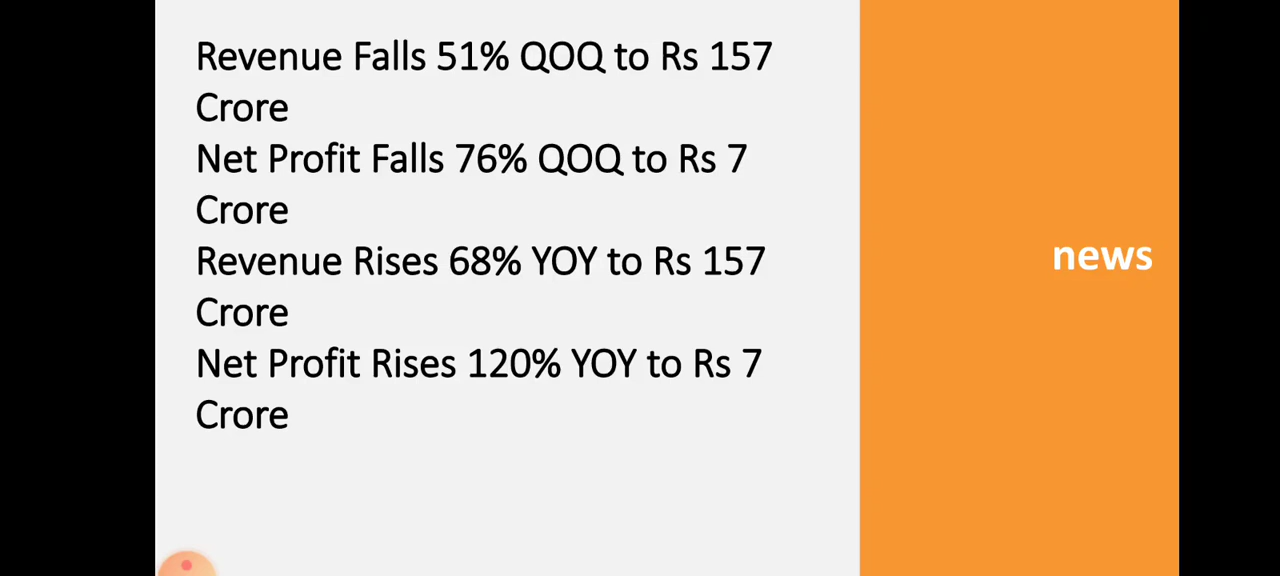 Revenue Falls 51% QOQ to Rs 157
Crore
Net Profit Falls 76% QOQ to Rs 7
Crore
Revenue Rises 68% YOY to Rs 157
Crore
Net Profit Rises 120% YOY to Rs 7
Crore
news